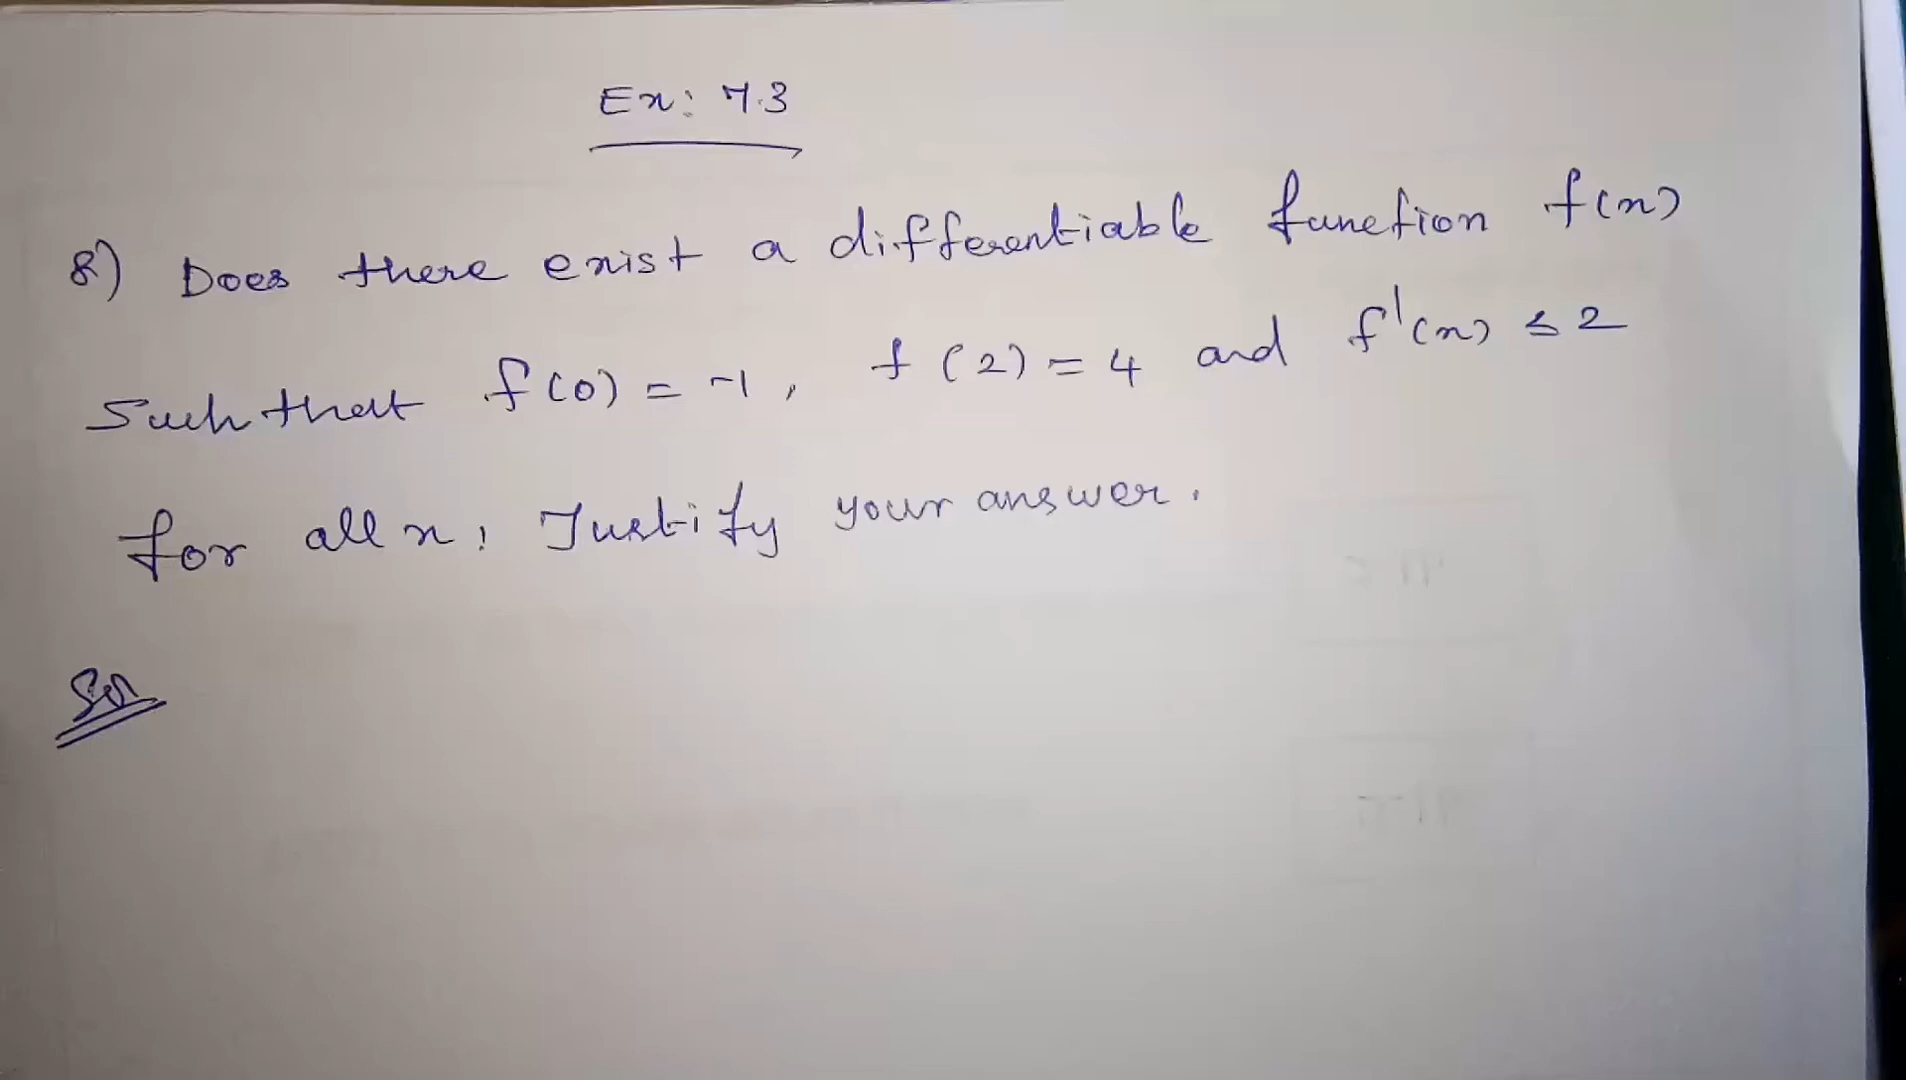 Ex: 7.3
8) Does there exist a differentiable function f(x)
Such that f(0) = -1, f(2) = 4 and f'(x) ≤ 2
for all x. Justify your answer.
Sol